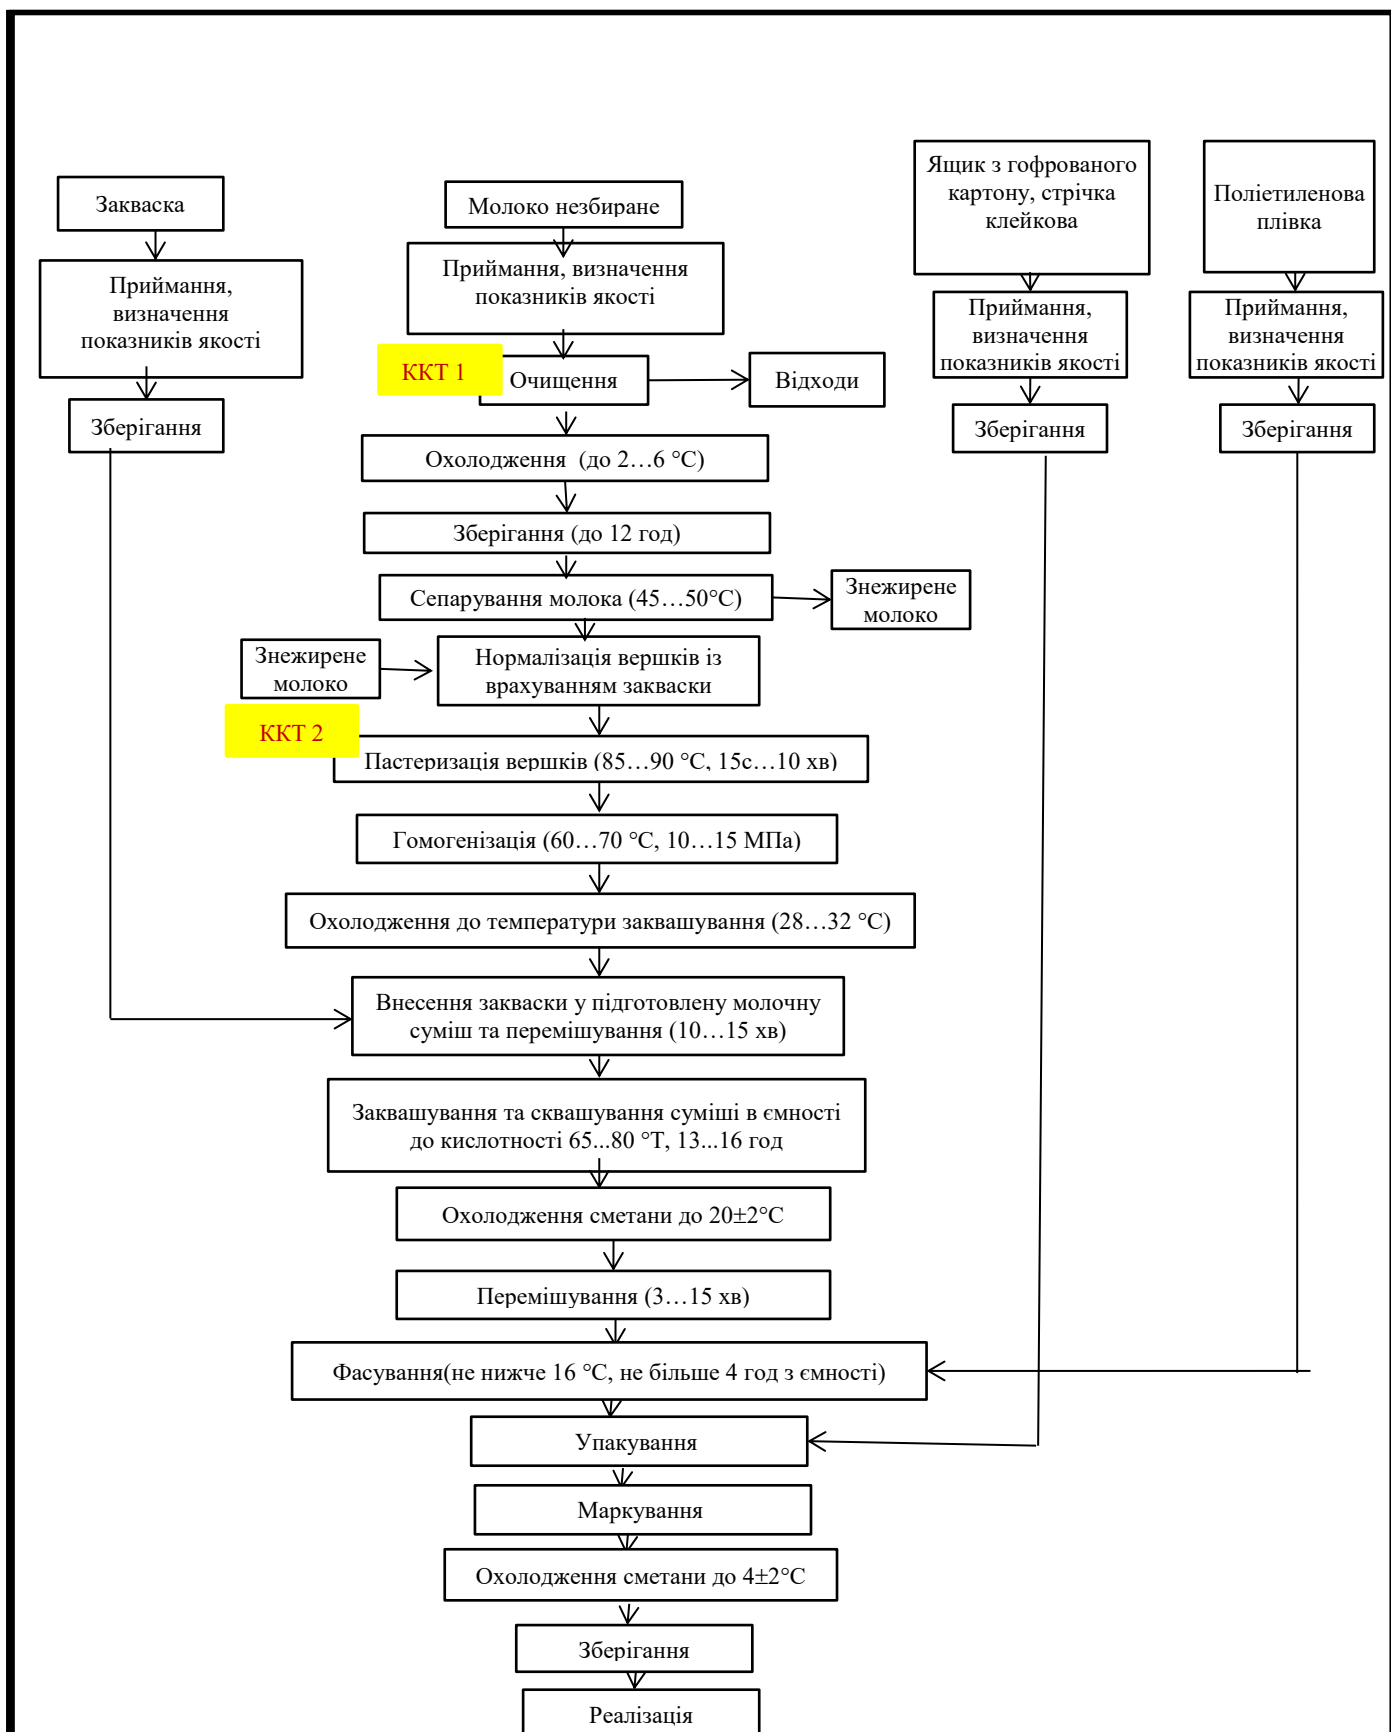 Закваска
Приймання,
визначення
показників якості
Зберігання
Молоко незбиране
Приймання, визначення
показників якості
ККТ 1
Очищення
Відходи
Ящик з гофрованого
картону, стрічка
клейкова
Приймання,
визначення
показників якості
Зберігання
Поліетиленова
плівка
Приймання,
визначення
показників якості
Зберігання
Охолодження (до 2…6 °С)
Зберігання (до 12 год)
Сепарування молока (45…50°С)
Знежирене
молоко
Знежирене
молоко
Нормалізація вершків із
врахуванням закваски
ККТ 2
Пастеризація вершків (85…90 °С, 15с…10 хв)
Гомогенізація (60…70 °С, 10…15 МПа)
Охолодження до температури заквашування (28…32 °С)
Внесення закваски у підготовлену молочну
суміш та перемішування (10…15 хв)
Заквашування та сквашування суміші в ємності
до кислотності 65...80 °Т, 13...16 год
Охолодження сметани до 20±2°С
Перемішування (3…15 хв)
Фасування(не нижче 16 °С, не більше 4 год з ємності)
Упакування
Маркування
Охолодження сметани до 4±2°С
Зберігання
Реалізація